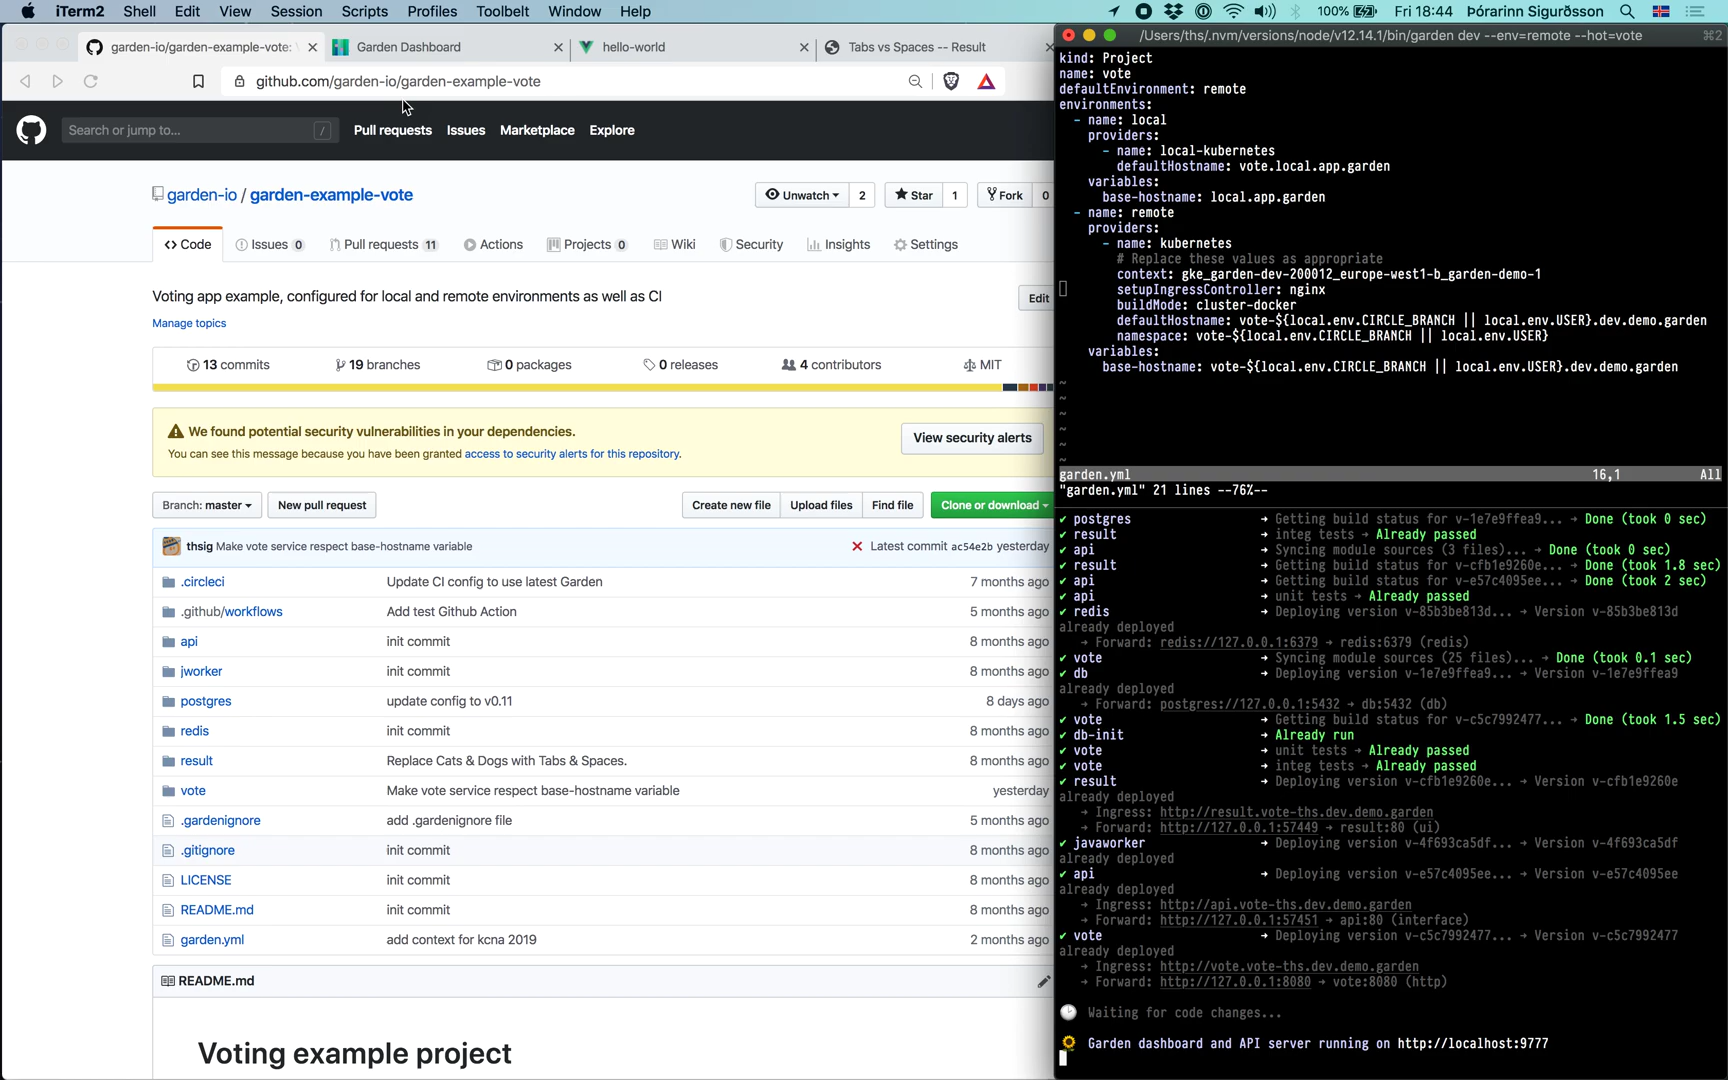 iTerm2 Shell Edit View Session Scripts Profiles Toolbelt Window Help 100% Fri 18:44 Þórarinn Sigurðsson
garden-io/garden-example-vote: Garden Dashboard hello-world Tabs vs Spaces -- Result
github.com/garden-io/garden-example-vote
Search or jump to... / Pull requests Issues Marketplace Explore
garden-io / garden-example-vote Unwatch 2 Star 1 Fork 0
Code Issues 0 Pull requests 11 Actions Projects 0 Wiki Security Insights Settings
Voting app example, configured for local and remote environments as well as CI Edit
Manage topics
13 commits 19 branches 0 packages 0 releases 4 contributors MIT
We found potential security vulnerabilities in your dependencies.
You can see this message because you have been granted access to security alerts for this repository.
View security alerts
Branch: master New pull request Create new file Upload files Find file Clone or download
thsig Make vote service respect base-hostname variable Latest commit ac54e2b yesterday
.circleci Update CI config to use latest Garden 7 months ago
.github/workflows Add test Github Action 5 months ago
api init commit 8 months ago
jworker init commit 8 months ago
postgres update config to v0.11 8 days ago
redis init commit 8 months ago
result Replace Cats & Dogs with Tabs & Spaces. 8 months ago
vote Make vote service respect base-hostname variable yesterday
.gardenignore add .gardenignore file 5 months ago
.gitignore init commit 8 months ago
LICENSE init commit 8 months ago
README.md init commit 8 months ago
garden.yml add context for kcna 2019 2 months ago
README.md
Voting example project
/Users/ths/.nvm/versions/node/v12.14.1/bin/garden dev --env=remote --hot=vote ⌘2
kind: Project
name: vote
defaultEnvironment: remote
environments:
- name: local
providers:
- name: local-kubernetes
defaultHostname: vote.local.app.garden
variables:
base-hostname: local.app.garden
- name: remote
providers:
- name: kubernetes
# Replace these values as appropriate
context: gke_garden-dev-200012_europe-west1-b_garden-demo-1
setupIngressController: nginx
buildMode: cluster-docker
defaultHostname: vote-${local.env.CIRCLE_BRANCH || local.env.USER}.dev.demo.garden
namespace: vote-${local.env.CIRCLE_BRANCH || local.env.USER}
variables:
base-hostname: vote-${local.env.CIRCLE_BRANCH || local.env.USER}.dev.demo.garden
~
~
~
~
~
~
garden.yml 16,1 All
"garden.yml" 21 lines --76%--
✔ postgres → Getting build status for v-1e7e9ffea9... → Done (took 0 sec)
✔ result → integ tests → Already passed
✔ api → Syncing module sources (3 files)... → Done (took 0 sec)
✔ result → Getting build status for v-cfb1e9260e... → Done (took 1.8 sec)
✔ api → Getting build status for v-e57c4095ee... → Done (took 2 sec)
✔ api → unit tests → Already passed
✔ redis → Deploying version v-85b3be813d... → Version v-85b3be813d
already deployed
→ Forward: redis://127.0.0.1:6379 → redis:6379 (redis)
✔ vote → Syncing module sources (25 files)... → Done (took 0.1 sec)
✔ db → Deploying version v-1e7e9ffea9... → Version v-1e7e9ffea9
already deployed
→ Forward: postgres://127.0.0.1:5432 → db:5432 (db)
✔ vote → Getting build status for v-c5c7992477... → Done (took 1.5 sec)
✔ db-init → Already run
✔ vote → unit tests → Already passed
✔ vote → integ tests → Already passed
✔ result → Deploying version v-cfb1e9260e... → Version v-cfb1e9260e
already deployed
→ Ingress: http://result.vote-ths.dev.demo.garden
→ Forward: http://127.0.0.1:57449 → result:80 (ui)
✔ javaworker → Deploying version v-4f693ca5df... → Version v-4f693ca5df
already deployed
✔ api → Deploying version v-e57c4095ee... → Version v-e57c4095ee
already deployed
→ Ingress: http://api.vote-ths.dev.demo.garden
→ Forward: http://127.0.0.1:57451 → api:80 (interface)
✔ vote → Deploying version v-c5c7992477... → Version v-c5c7992477
already deployed
→ Ingress: http://vote.vote-ths.dev.demo.garden
→ Forward: http://127.0.0.1:8080 → vote:8080 (http)
Waiting for code changes...
Garden dashboard and API server running on http://localhost:9777